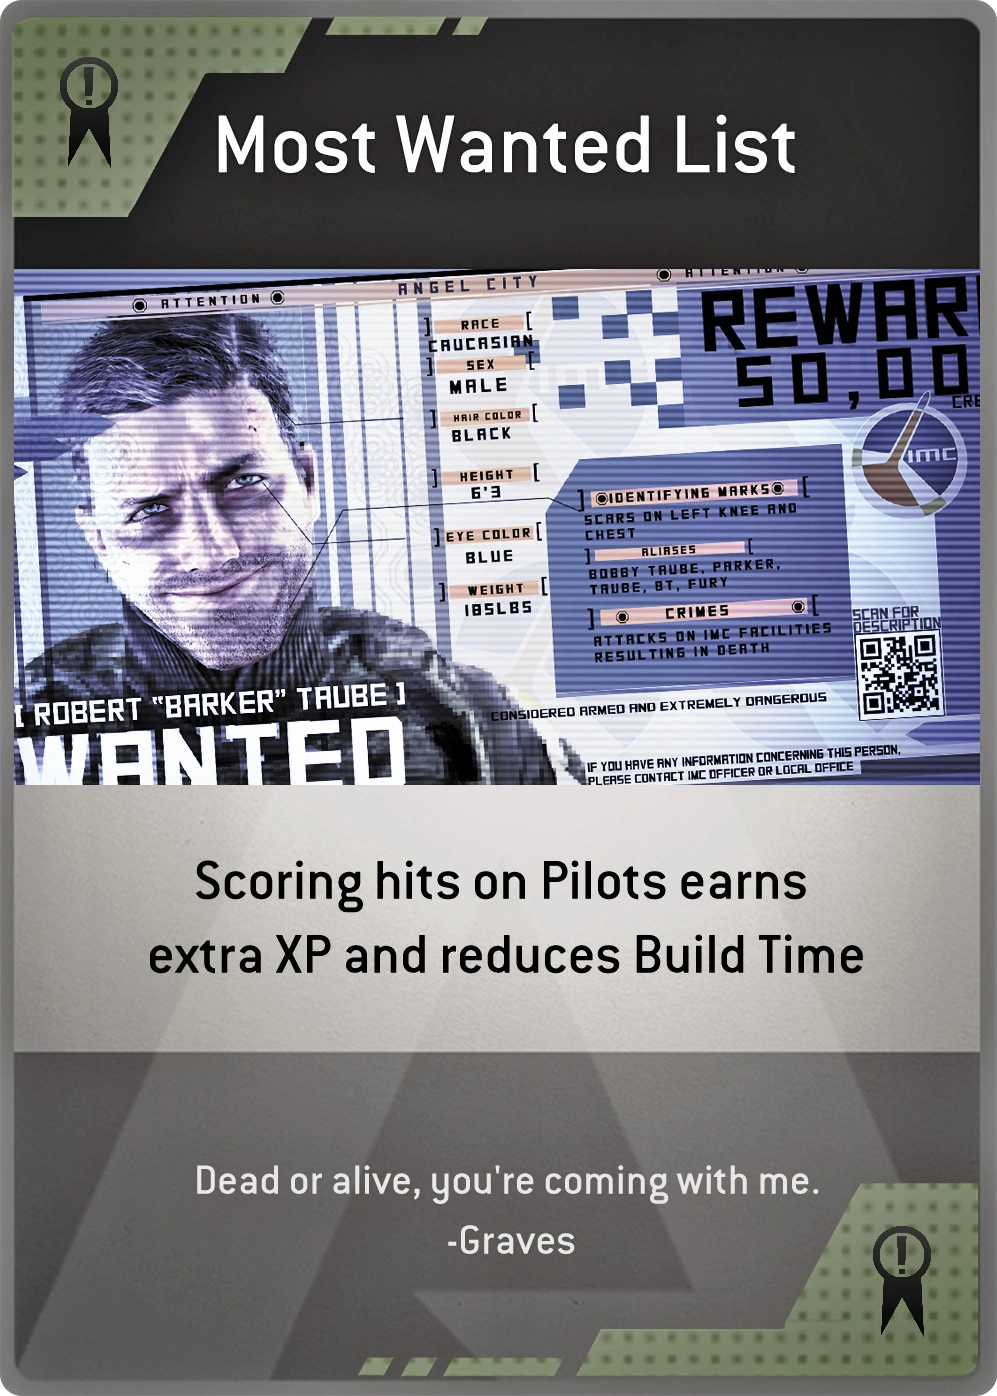 !
Most Wanted List
ATTENTION
ANGEL CITY
ATTENTION
REWAR
50,00
CRE
RACE
CAUCASIAN
SEX
MALE
HAIR COLOR
BLACK
HEIGHT
6'3
EYE COLOR
BLUE
WEIGHT
185LBS
IMC
IDENTIFYING MARKS
SCARS ON LEFT KNEE AND
CHEST
ALIASES
BOBBY TAUBE, PARKER,
TAUBE, BT, FURY
CRIMES
ATTACKS ON IMC FACILITIES
RESULTING IN DEATH
SCAN FOR
DESCRIPTION
[ ROBERT "BARKER" TAUBE ]
WANTED
CONSIDERED ARMED AND EXTREMELY DANGEROUS
IF YOU HAVE ANY INFORMATION CONCERNING THIS PERSON,
PLEASE CONTACT IMC OFFICER OR LOCAL OFFICE
Scoring hits on Pilots earns
extra XP and reduces Build Time
Dead or alive, you're coming with me.
-Graves
!